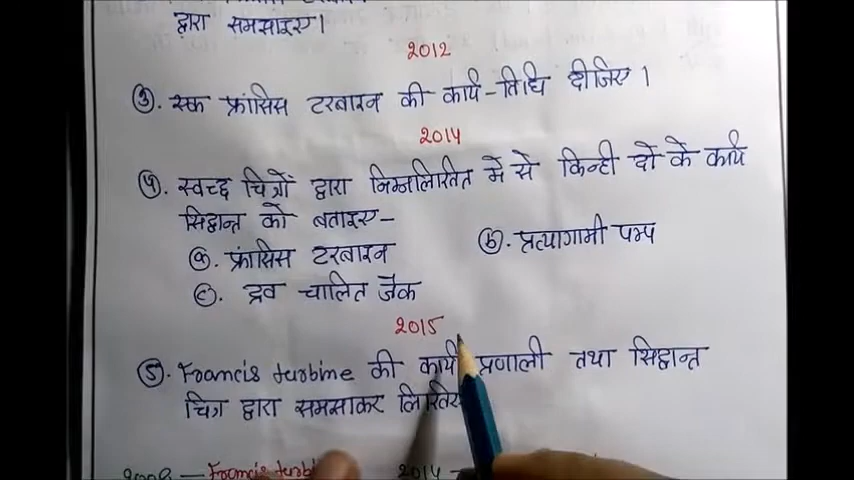 द्वारा समझाइए।
2012
③. एक फ्रांसिस टरबाइन की कार्य-विधि दीजिए।
2014
④. स्वच्छ चित्रों द्वारा निम्नलिखित में से किन्ही दो के कार्य
सिद्धान्त को बताइए-
ⓐ. फ्रांसिस टरबाइन ⓑ. प्रत्यागामी पम्प
ⓒ. द्रव चालित जैक
2015
⑤. Francis turbine की कार्य प्रणाली तथा सिद्धान्त
चित्र द्वारा समझाकर
2014 —